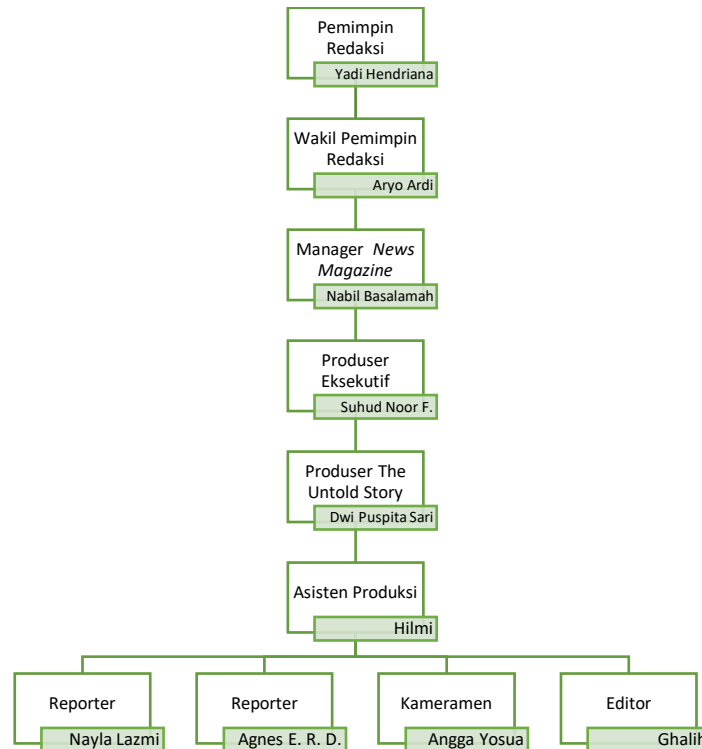 Pemimpin
Redaksi
Yadi Hendriana
Wakil Pemimpin
Redaksi
Aryo Ardi
Manager News
Magazine
Nabil Basalamah
Produser
Eksekutif
Suhud Noor F.
Produser The
Untold Story
Dwi Puspita Sari
Asisten Produksi
Hilmi
Reporter
Nayla Lazmi
Reporter
Agnes E. R. D.
Kameramen
Angga Yosua
Editor
Ghalih